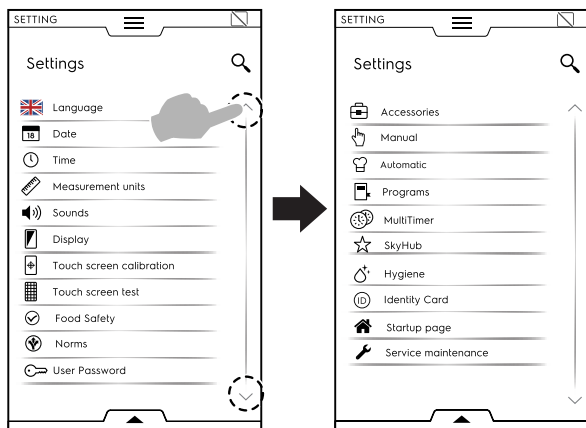 SETTING
Settings
Language
18 Date
Time
Measurement units
Sounds
Display
Touch screen calibration
Touch screen test
Food Safety
Norms
User Password
SETTING
Settings
Accessories
Manual
Automatic
Programs
MultiTimer
SkyHub
Hygiene
ID Identity Card
Startup page
Service maintenance